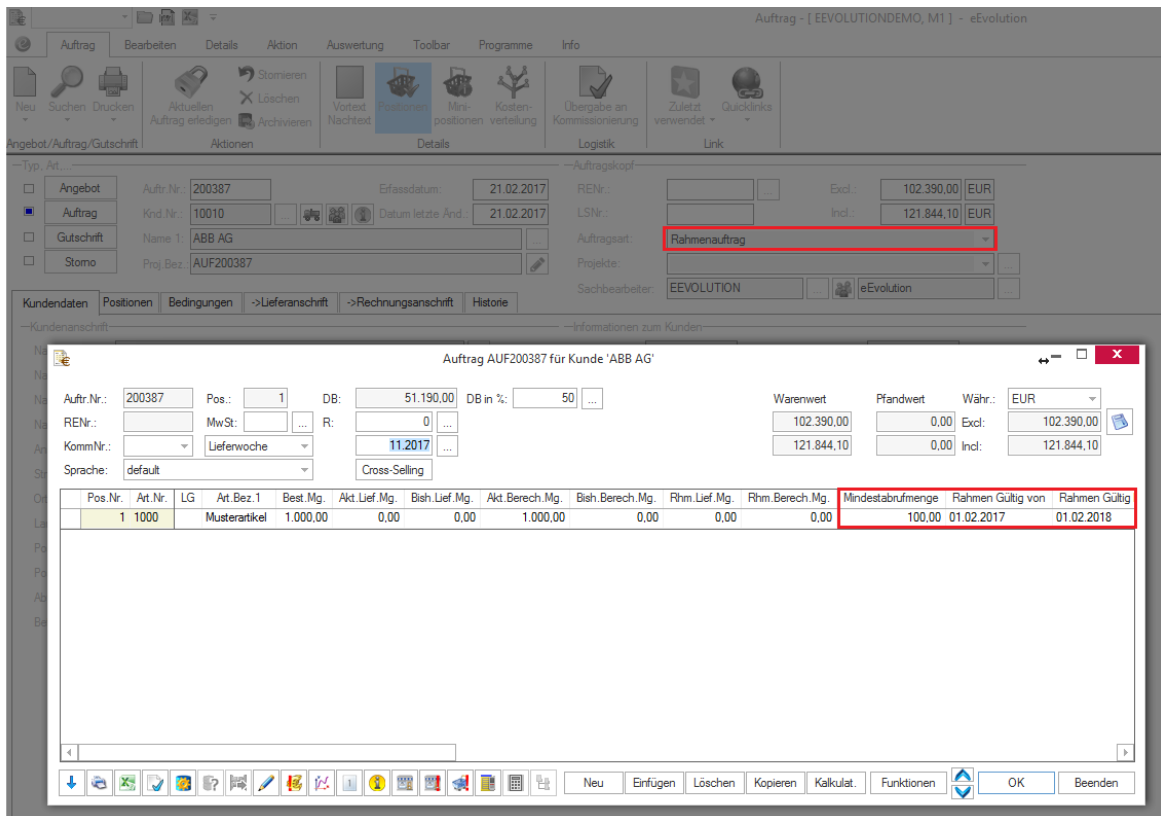 Auftrag - [ EEVOLUTIONDEMO, M1 ] - eEvolution
Auftrag Bearbeiten Details Aktion Auswertung Toolbar Programme Info
Neu Suchen Drucken Aktuellen Auftrag erledigen Stornieren Löschen Archivieren Vortext Nachtext Positionen Mini-positionen Kosten-verteilung Übergabe an Kommissionierung Zuletzt verwendet Quicklinks
Angebot/Auftrag/Gutschrift Aktionen Details Logistik Link
Typ, Art... Auftragskopf
Angebot Auftr.Nr.: 200387 Erfassdatum: 21.02.2017 RENr.: ... Excl.: 102.390,00 EUR
Auftrag Knd.Nr.: 10010 ... Datum letzte Änd.: 21.02.2017 LSNr.: Incl.: 121.844,10 EUR
Gutschrift Name 1: ABB AG ... Auftragsart: Rahmenauftrag
Storno Proj.Bez.: AUF200387 Projekte: ...
Sachbearbeiter: EEVOLUTION ... eEvolution ...
Kundendaten Positionen Bedingungen ->Lieferanschrift ->Rechnungsanschrift Historie
Kundenanschrift Informationen zum Kunden
Auftrag AUF200387 für Kunde 'ABB AG'
Auftr.Nr.: 200387 Pos.: 1 DB: 51.190,00 DB in %: 50 ... Warenwert Pfandwert Währ.: EUR
RENr.: MwSt: ... R: 0 ... 102.390,00 0,00 Excl: 102.390,00
KommNr.: Lieferwoche 11.2017 ... 121.844,10 0,00 Incl: 121.844,10
Sprache: default Cross-Selling
Pos.Nr. Art.Nr. LG Art.Bez.1 Best.Mg. Akt.Lief.Mg. Bish.Lief.Mg. Akt.Berech.Mg. Bish.Berech.Mg. Rhm.Lief.Mg. Rhm.Berech.Mg. Mindestabrufmenge Rahmen Gültig von Rahmen Gültig
1 1000 Musterartikel 1.000,00 0,00 0,00 1.000,00 0,00 0,00 0,00 100,00 01.02.2017 01.02.2018
Neu Einfügen Löschen Kopieren Kalkulat. Funktionen OK Beenden